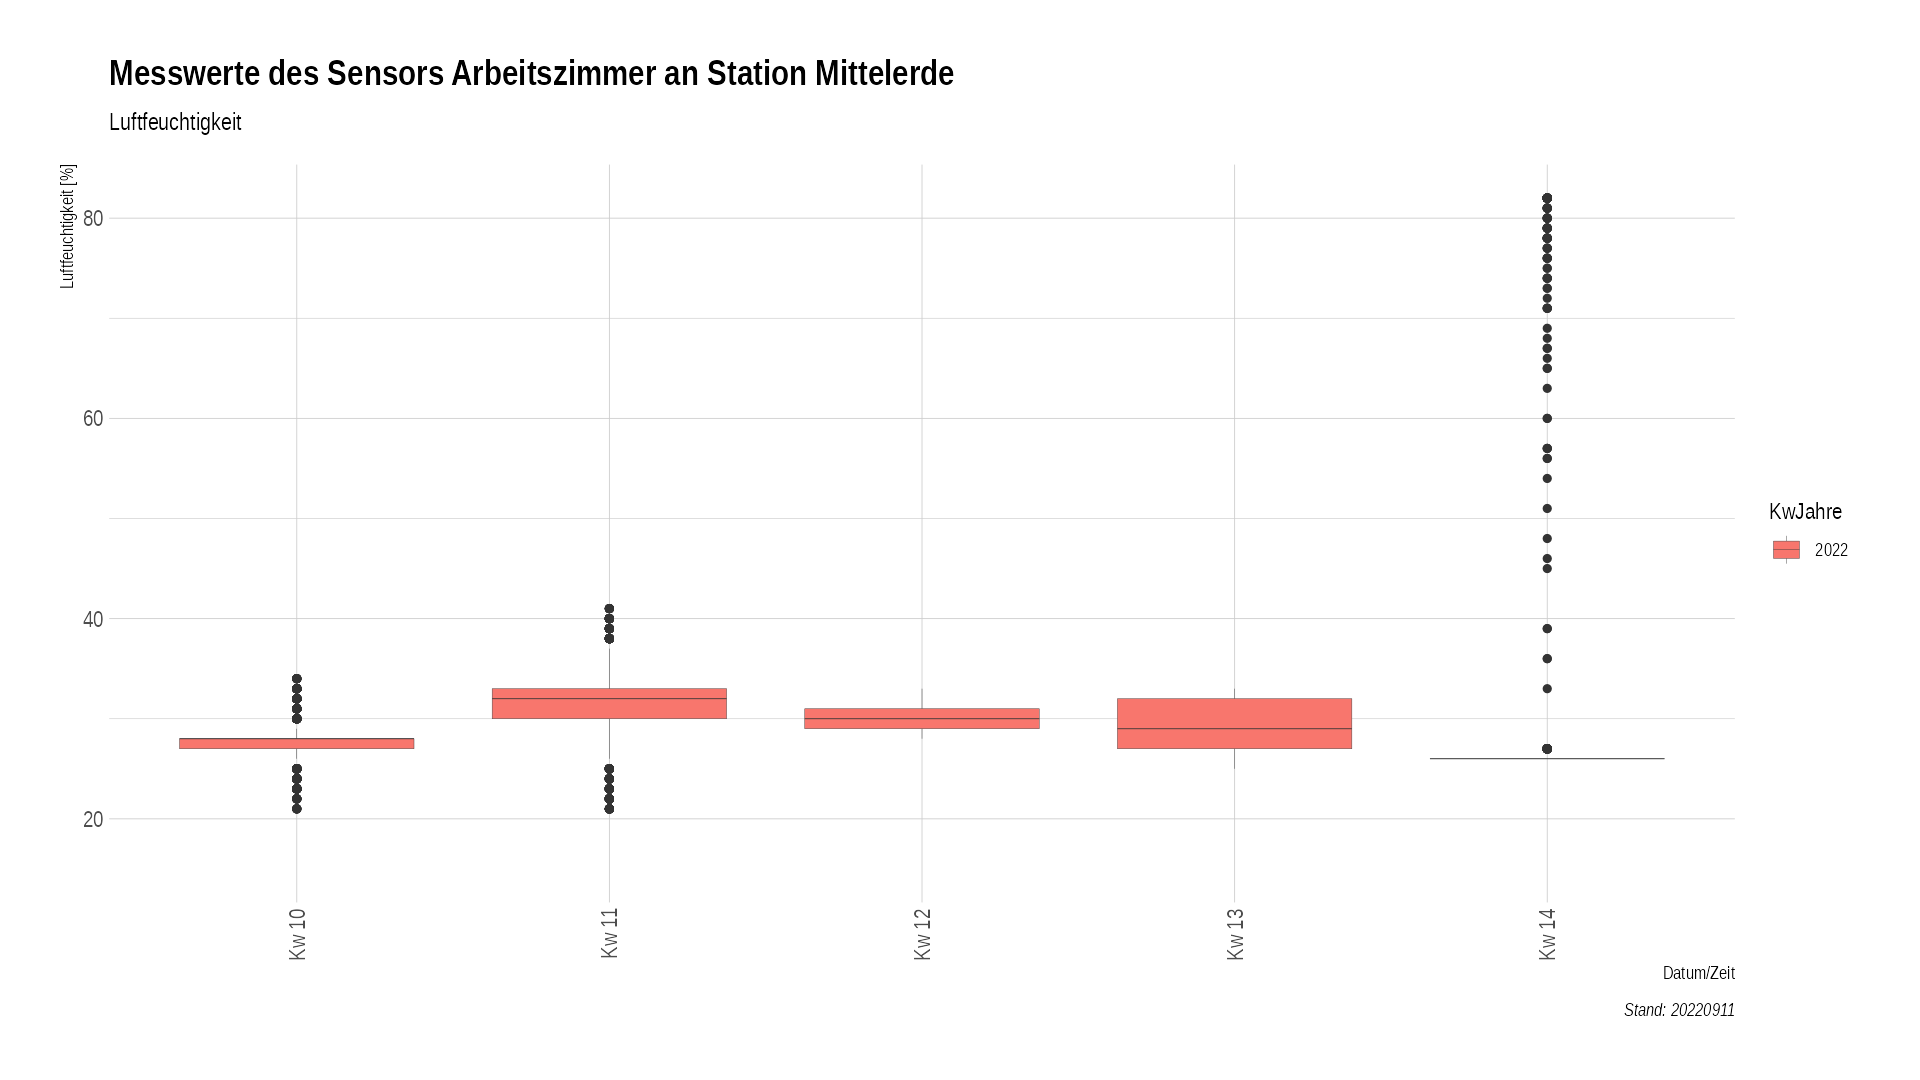 Messwerte des Sensors Arbeitszimmer an Station Mittelerde
Luftfeuchtigkeit
Luftfeuchtigkeit [%]
80
60
40
20
KwJahre
2022
Kw 10
Kw 11
Kw 12
Kw 13
Kw 14
Datum/Zeit
Stand: 20220911